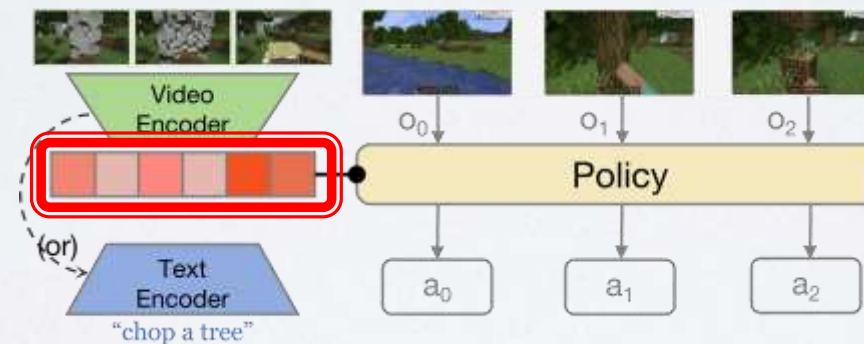 Video
Encoder
(or)
Text
Encoder
“chop a tree”
o₀
o₁
o₂
Policy
a₀
a₁
a₂